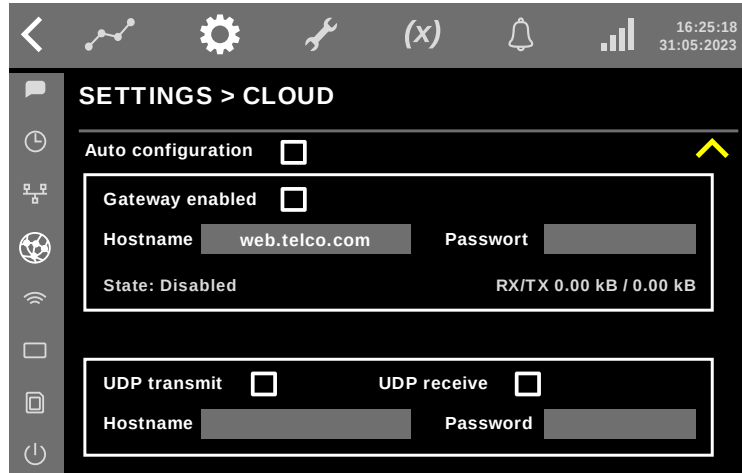 (x)
16:25:18
31:05:2023
SETTINGS > CLOUD
Auto configuration
Gateway enabled
Hostname web.telco.com Passwort
State: Disabled RX/TX 0.00 kB / 0.00 kB
UDP transmit UDP receive
Hostname Password